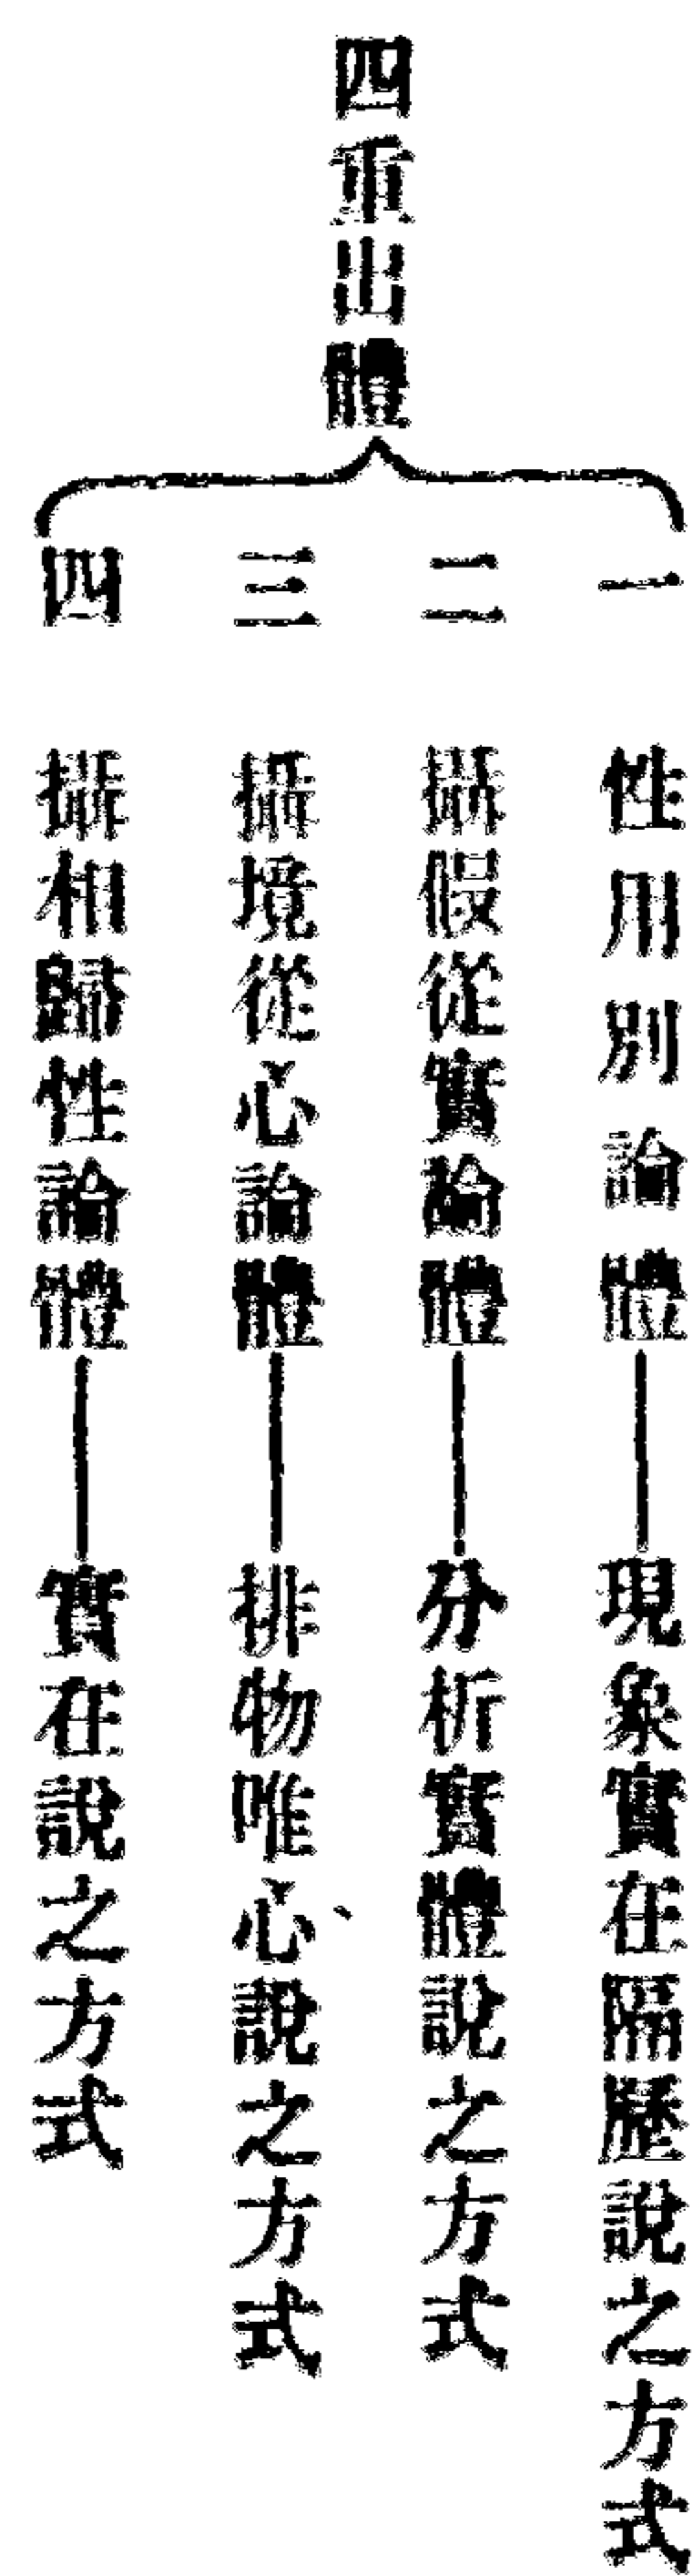 四重出體
一　性用別論體——現象實在隔歷說之方式
二　攝假從實論體——分析實體說之方式
三　攝境從心論體——排物唯心說之方式
四　攝相歸性論體——實在說之方式